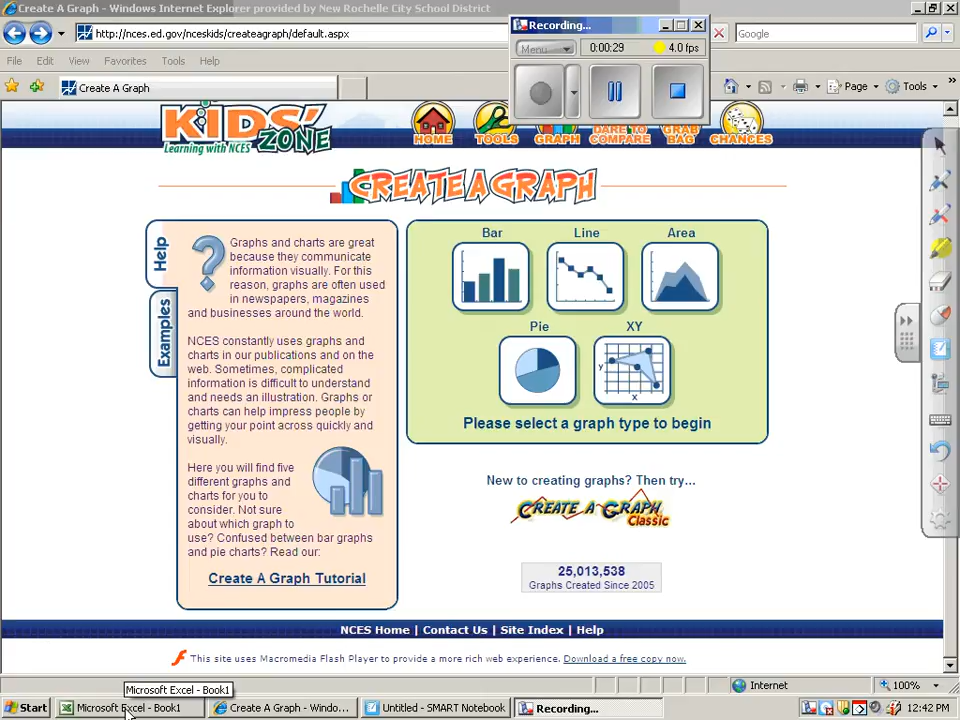 Create A Graph - Windows Internet Explorer provided by New Rochelle City School District
Recording...
http://nces.ed.gov/nceskids/createagraph/default.aspx
Google
Menu
0:00:29
4.0 fps
File Edit View Favorites Tools Help
Create A Graph
Page
Tools
KIDS' ZONE
Learning with NCES
HOME
TOOLS
GRAPH
DARE TO COMPARE
GRAB BAG
CHANCES
CREATE A GRAPH
Help
Examples
Graphs and charts are great
because they communicate
information visually. For this
reason, graphs are often used
in newspapers, magazines
and businesses around the world.
NCES constantly uses graphs and
charts in our publications and on the
web. Sometimes, complicated
information is difficult to understand
and needs an illustration. Graphs or
charts can help impress people by
getting your point across quickly and
visually.
Here you will find five
different graphs and
charts for you to
consider. Not sure
about which graph to
use? Confused between bar graphs
and pie charts? Read our:
Create A Graph Tutorial
Bar
Line
Area
Pie
XY
y
x
Please select a graph type to begin
New to creating graphs? Then try...
CREATE A GRAPH
Classic
25,013,538
Graphs Created Since 2005
NCES Home | Contact Us | Site Index | Help
This site uses Macromedia Flash Player to provide a more rich web experience. Download a free copy now.
Microsoft Excel - Book1
Internet
100%
Start
Microsoft Excel - Book1
Create A Graph - Windo...
Untitled - SMART Notebook
Recording...
12:42 PM